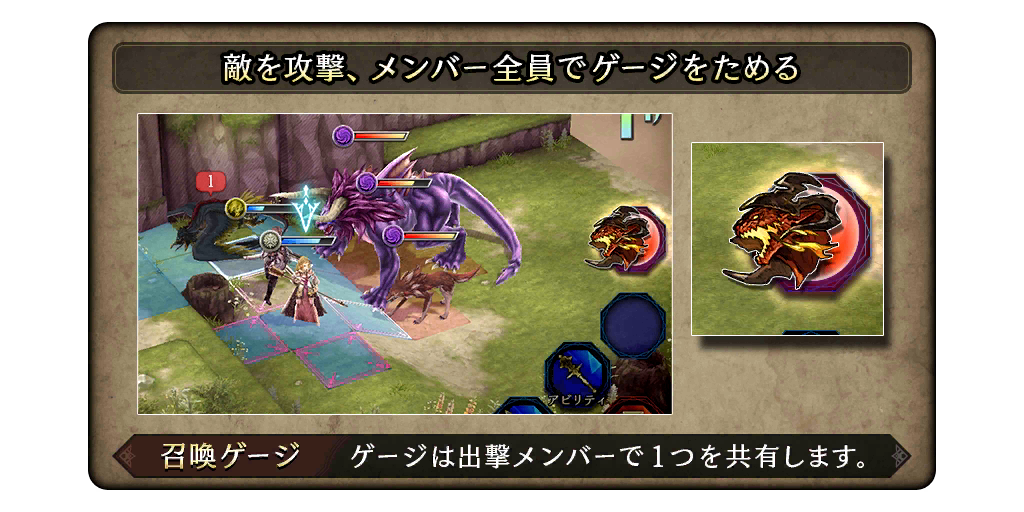 敵を攻撃、メンバー全員でゲージをためる
1
アビリティ
召喚ゲージ
ゲージは出撃メンバーで1つを共有します。